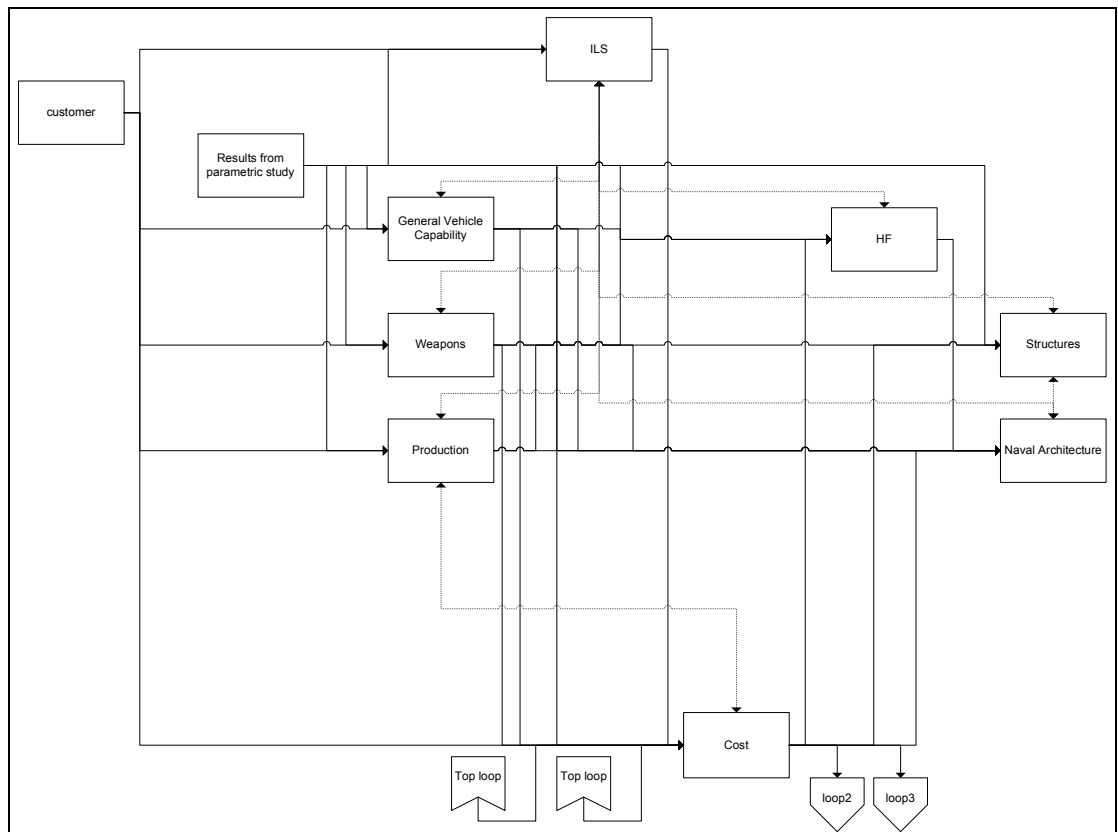 ILS
customer
Results from
parametric study
General Vehicle
Capability
HF
Weapons
Structures
Production
Naval Architecture
Cost
Top loop
Top loop
loop2
loop3